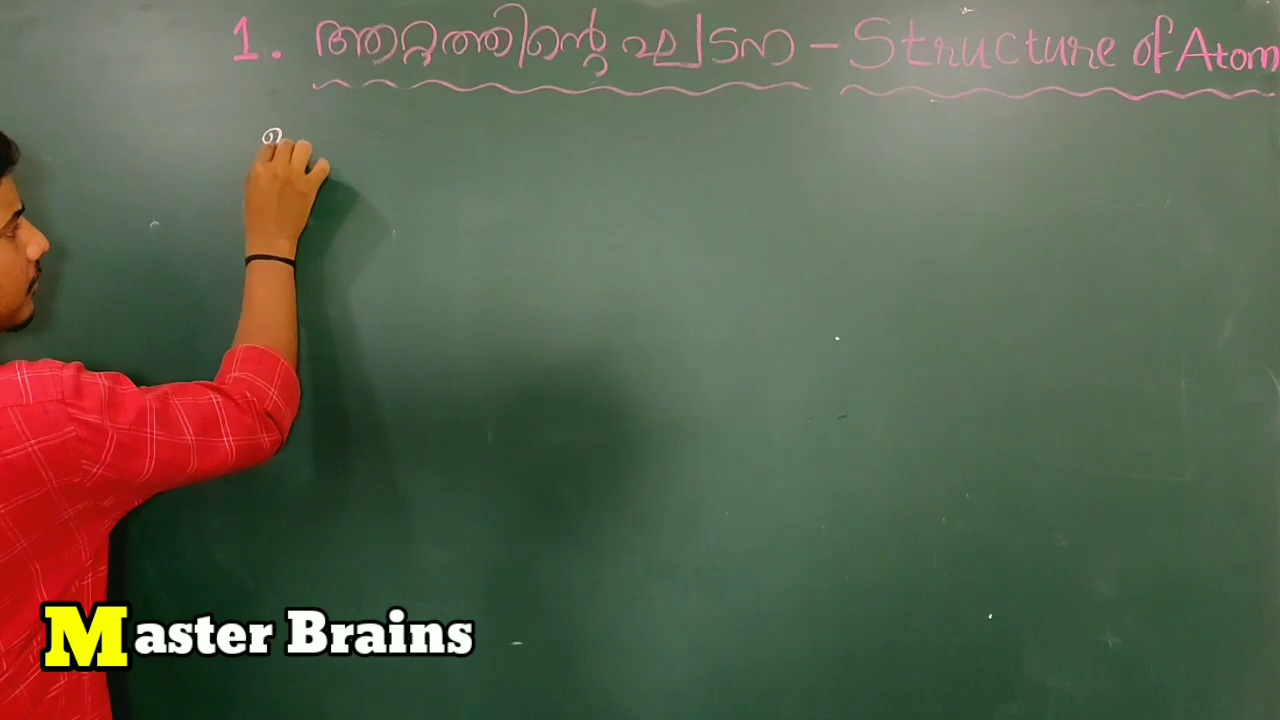 1. ആറ്റത്തിന്റെ ഘടന - Structure of Atom
Master Brains